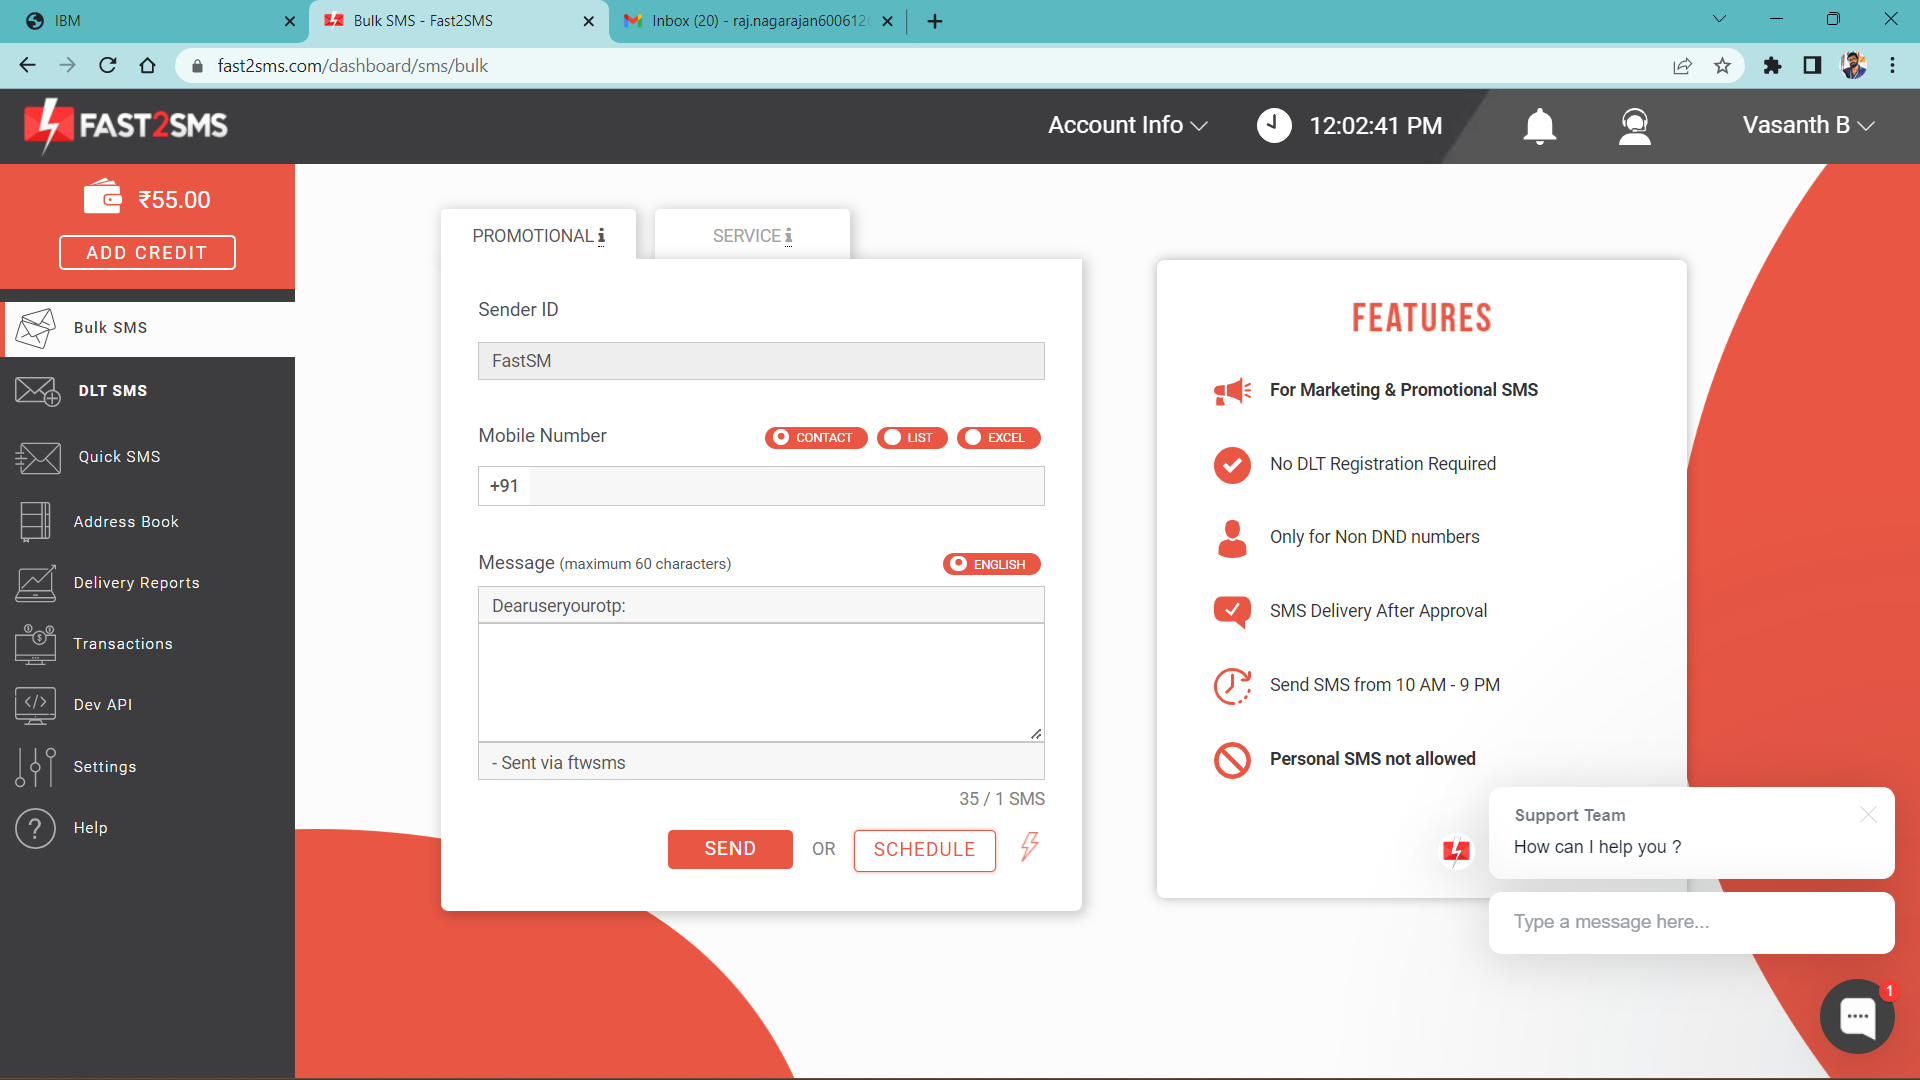 IBM
Bulk SMS - Fast2SMS
Inbox (20) - raj.nagarajan600612
fast2sms.com/dashboard/sms/bulk
FAST2SMS
Account Info
12:02:41 PM
Vasanth B
₹55.00
ADD CREDIT
Bulk SMS
DLT SMS
Quick SMS
Address Book
Delivery Reports
Transactions
Dev API
Settings
Help
PROMOTIONAL i
SERVICE i
Sender ID
FastSM
Mobile Number
CONTACT
LIST
EXCEL
+91
Message (maximum 60 characters)
ENGLISH
Dearuseryourotp:
- Sent via ftwsms
35 / 1 SMS
SEND
OR
SCHEDULE
FEATURES
For Marketing & Promotional SMS
No DLT Registration Required
Only for Non DND numbers
SMS Delivery After Approval
Send SMS from 10 AM - 9 PM
Personal SMS not allowed
Support Team
How can I help you ?
Type a message here...
1